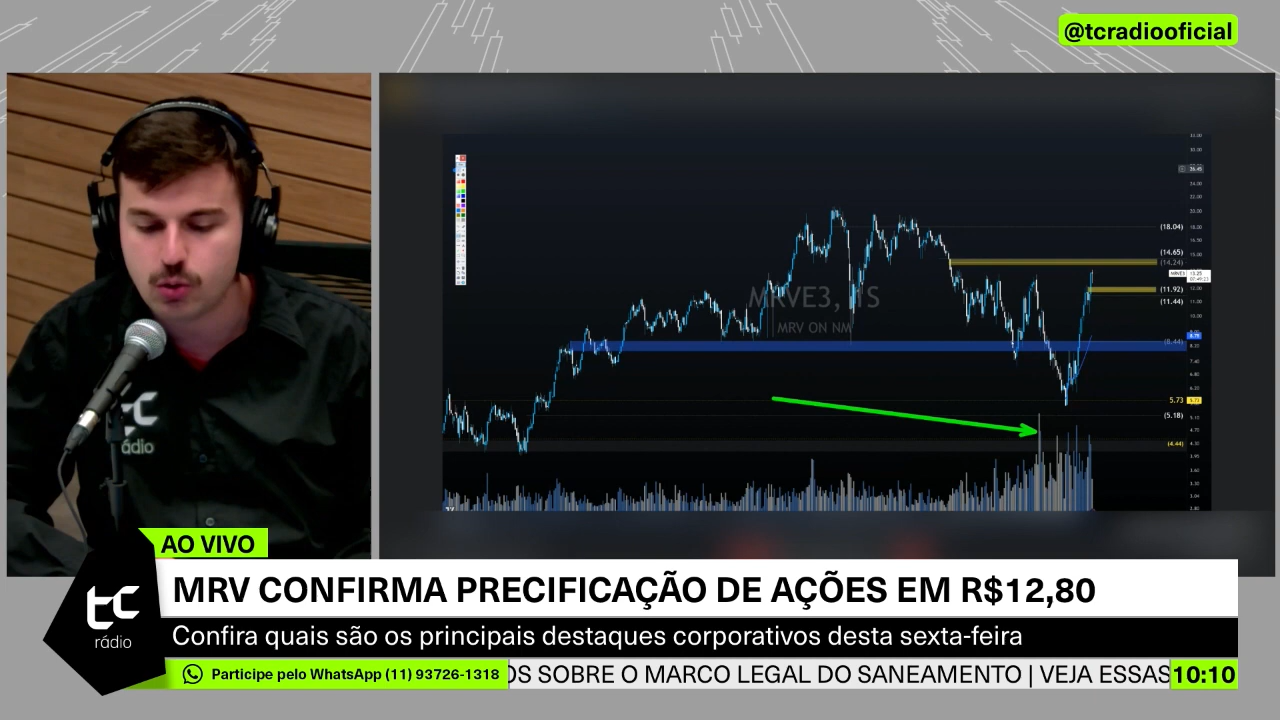 @tcradiooficial
MRVE3, 1S
MRV ON NM
(18.04)
(14.65)
(14.24)
(11.92)
(11.44)
(8.44)
5.73
(5.18)
(4.44)
tc
ádio
AO VIVO
MRV CONFIRMA PRECIFICAÇÃO DE AÇÕES EM R$12,80
Confira quais são os principais destaques corporativos desta sexta-feira
tc
rádio
Participe pelo WhatsApp (11) 93726-1318
OS SOBRE O MARCO LEGAL DO SANEAMENTO | VEJA ESSAS
10:10